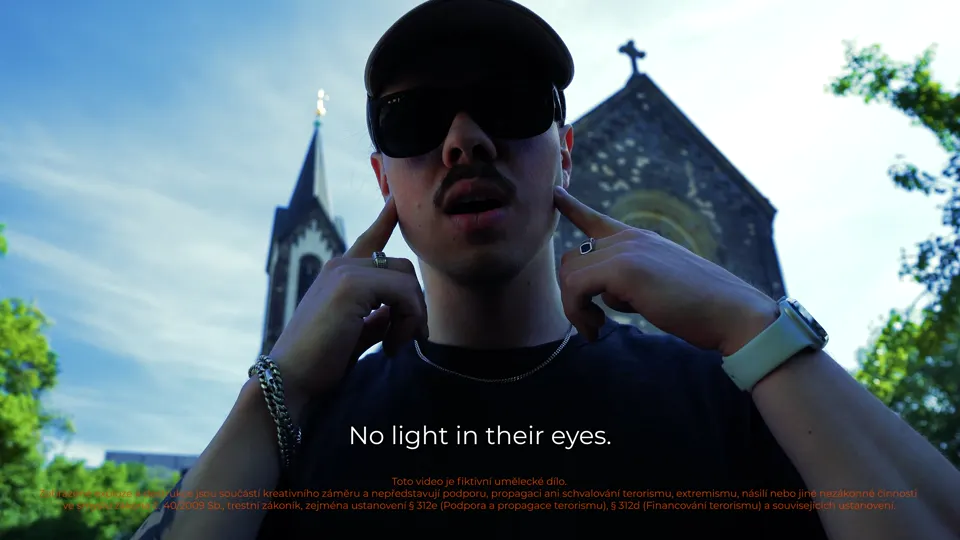 No light in their eyes.
Toto video je fiktivní umělecké dílo.
jsou součástí kreativního záměru a nepředstavují podporu, propagaci ani schvalování terorismu, extremismu, násilí nebo jiné nezákonné činnosti
40/2009 Sb., trestní zákoník, zejména ustanovení § 312e (Podpora a propagace terorismu), § 312d (Financování terorismu) a souvisejících ustanovení.